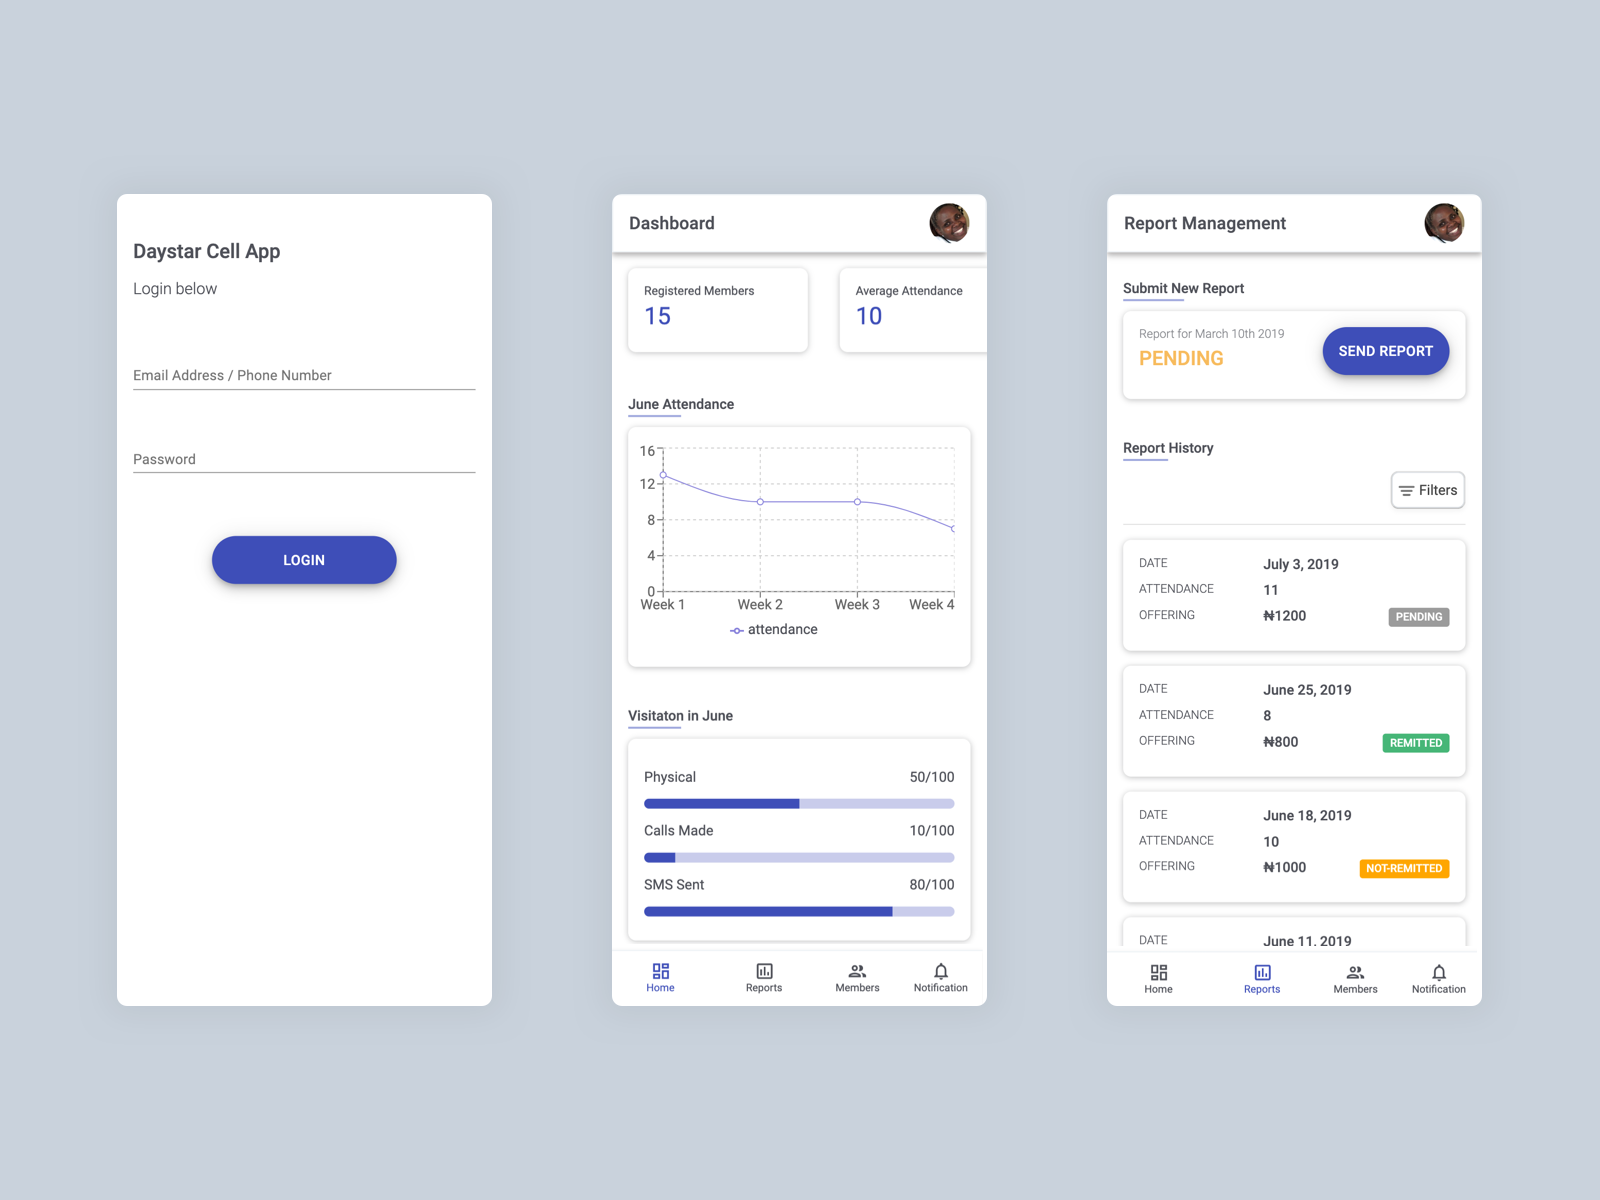 Daystar Cell App
Login below
Email Address / Phone Number
Password
LOGIN
Dashboard
Registered Members
15
Average Attendance
10
June Attendance
16
12
8
4
0
Week 1 Week 2 Week 3 Week 4
attendance
Visitaton in June
Physical 50/100
Calls Made 10/100
SMS Sent 80/100
Home Reports Members Notification
Report Management
Submit New Report
Report for March 10th 2019
PENDING
SEND REPORT
Report History
Filters
DATE July 3, 2019
ATTENDANCE 11
OFFERING ₦1200 PENDING
DATE June 25, 2019
ATTENDANCE 8
OFFERING ₦800 REMITTED
DATE June 18, 2019
ATTENDANCE 10
OFFERING ₦1000 NOT-REMITTED
DATE June 11, 2019
Home Reports Members Notification